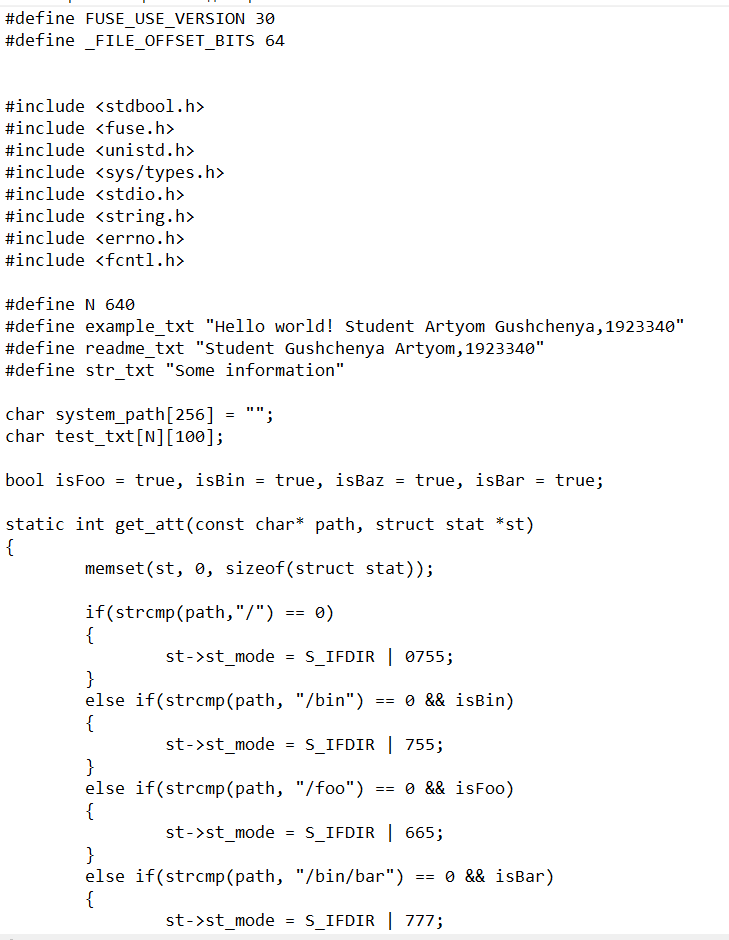 #define FUSE_USE_VERSION 30
#define _FILE_OFFSET_BITS 64
#include <stdbool.h>
#include <fuse.h>
#include <unistd.h>
#include <sys/types.h>
#include <stdio.h>
#include <string.h>
#include <errno.h>
#include <fcntl.h>
#define N 640
#define example_txt "Hello world! Student Artyom Gushchenya,1923340"
#define readme_txt "Student Gushchenya Artyom,1923340"
#define str_txt "Some information"
char system_path[256] = "";
char test_txt[N][100];
bool isFoo = true, isBin = true, isBaz = true, isBar = true;
static int get_att(const char* path, struct stat *st)
{
        memset(st, 0, sizeof(struct stat));
        if(strcmp(path,"/") == 0)
        {
                st->st_mode = S_IFDIR | 0755;
        }
        else if(strcmp(path, "/bin") == 0 && isBin)
        {
                st->st_mode = S_IFDIR | 755;
        }
        else if(strcmp(path, "/foo") == 0 && isFoo)
        {
                st->st_mode = S_IFDIR | 665;
        }
        else if(strcmp(path, "/bin/bar") == 0 && isBar)
        {
                st->st_mode = S_IFDIR | 777;